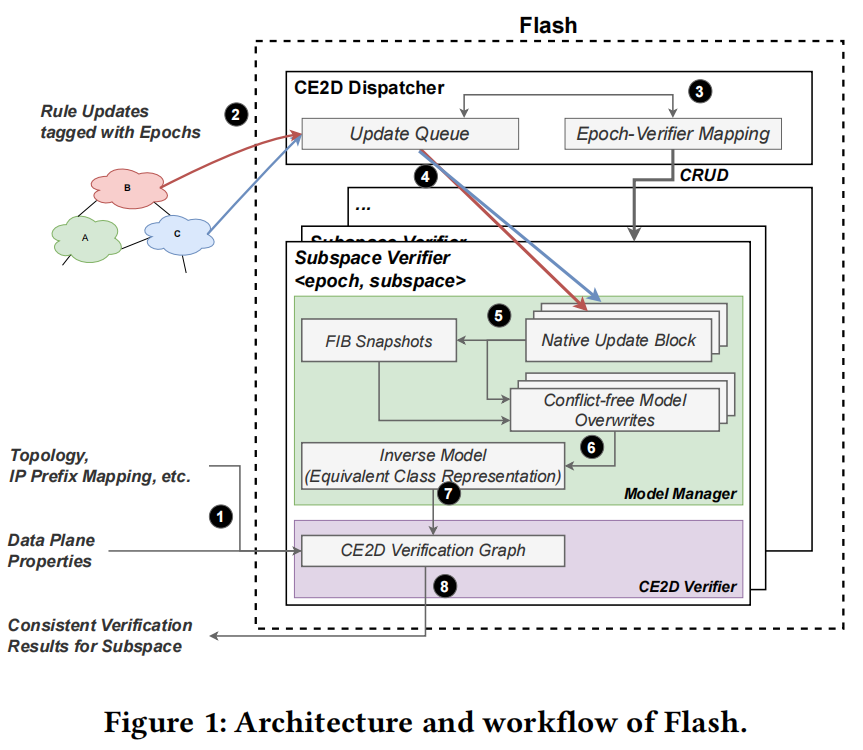 Flash
CE2D Dispatcher
3
2
Rule Updates
tagged with Epochs
Update Queue
Epoch-Verifier Mapping
4
CRUD
B
A
C
...
Subspace Verifier
Subspace Verifier
<epoch, subspace>
5
FIB Snapshots
Native Update Block
Conflict-free Model
Overwrites
6
Inverse Model
(Equivalent Class Representation)
7
Model Manager
Topology,
IP Prefix Mapping, etc.
1
Data Plane
Properties
CE2D Verification Graph
8
CE2D Verifier
Consistent Verification
Results for Subspace
Figure 1: Architecture and workflow of Flash.